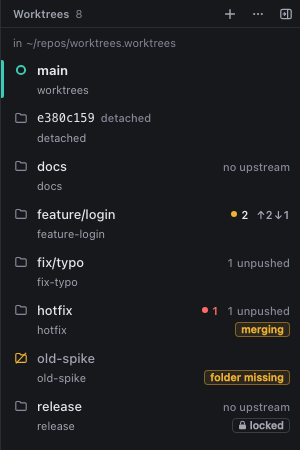 Worktrees 8
in ~/repos/worktrees.worktrees
main
worktrees
e380c159 detached
detached
docs no upstream
docs
feature/login 2 ↑2↓1
feature-login
fix/typo 1 unpushed
fix-typo
hotfix 1 1 unpushed
hotfix merging
old-spike
old-spike folder missing
release no upstream
release locked